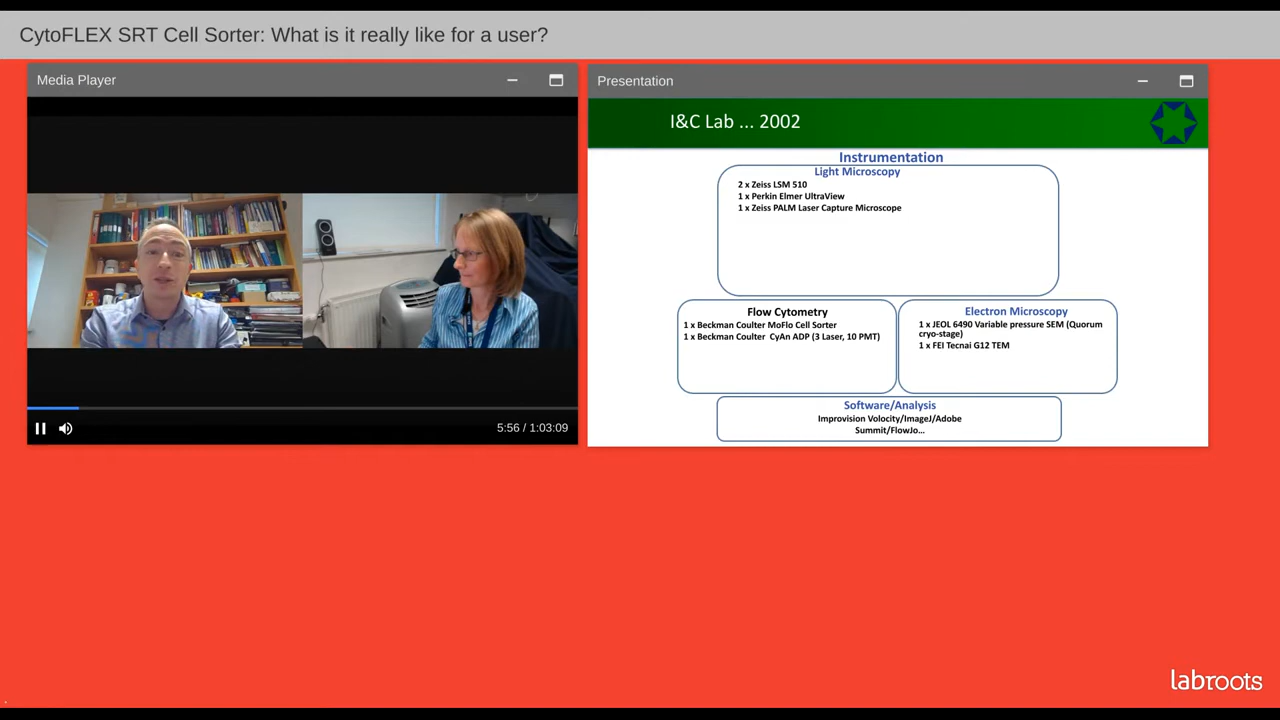 CytoFLEX SRT Cell Sorter: What is it really like for a user?
Media Player
5:56 / 1:03:09
Presentation
I&C Lab ... 2002
Instrumentation
Light Microscopy
2 x Zeiss LSM 510
1 x Perkin Elmer UltraView
1 x Zeiss PALM Laser Capture Microscope
Flow Cytometry
1 x Beckman Coulter MoFlo Cell Sorter
1 x Beckman Coulter CyAn ADP (3 Laser, 10 PMT)
Electron Microscopy
1 x JEOL 6490 Variable pressure SEM (Quorum
cryo-stage)
1 x FEI Tecnai G12 TEM
Software/Analysis
Improvision Volocity/ImageJ/Adobe
Summit/FlowJo...
labroots